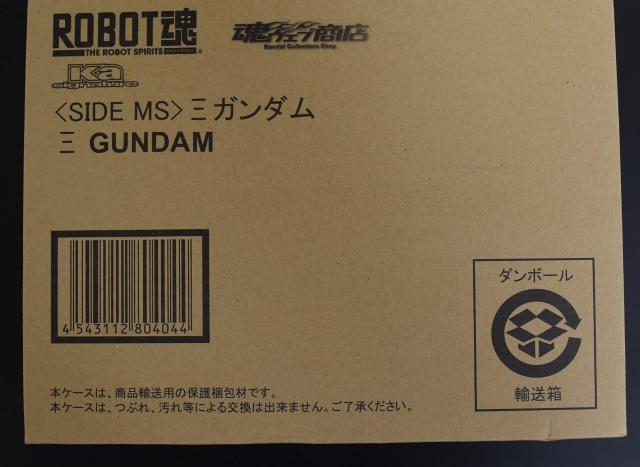 ROBOT魂
THE ROBOT SPIRITS
魂ウェブ商店
Bandai Collectors Shop
Ka
signature
<SIDE MS>Ξガンダム
Ξ GUNDAM
4 543112 804044
ダンボール
輸送箱
本ケースは、商品輸送用の保護梱包材です。
本ケースは、つぶれ、汚れ等による交換は出来ません。ご了承ください。